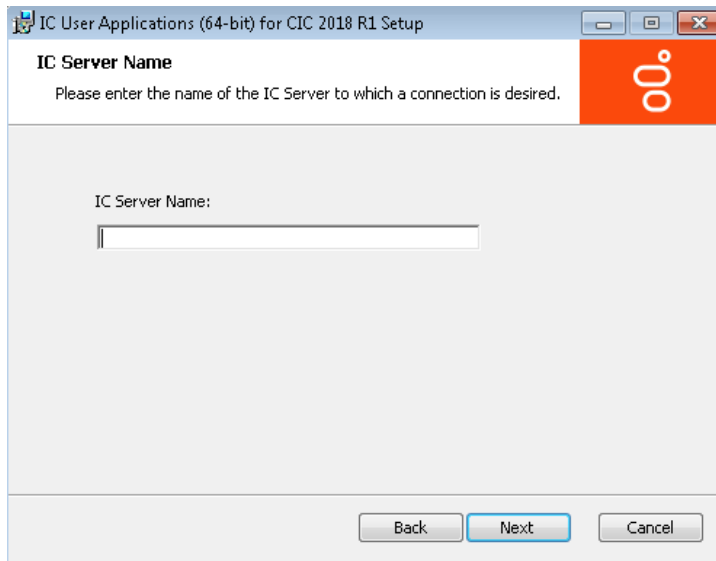 IC User Applications (64-bit) for CIC 2018 R1 Setup
IC Server Name
Please enter the name of the IC Server to which a connection is desired.
IC Server Name:
Back Next Cancel